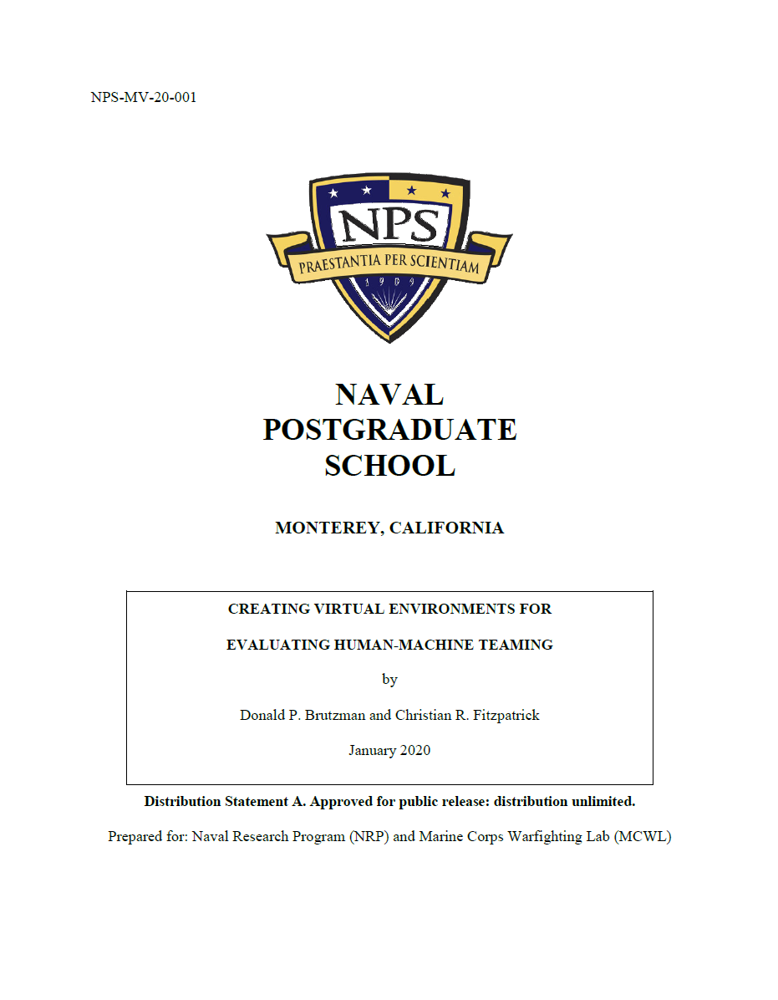 NPS-MV-20-001
NPS
PRAESTANTIA PER SCIENTIAM
1909
NAVAL
POSTGRADUATE
SCHOOL
MONTEREY, CALIFORNIA
CREATING VIRTUAL ENVIRONMENTS FOR
EVALUATING HUMAN-MACHINE TEAMING
by
Donald P. Brutzman and Christian R. Fitzpatrick
January 2020
Distribution Statement A. Approved for public release: distribution unlimited.
Prepared for: Naval Research Program (NRP) and Marine Corps Warfighting Lab (MCWL)